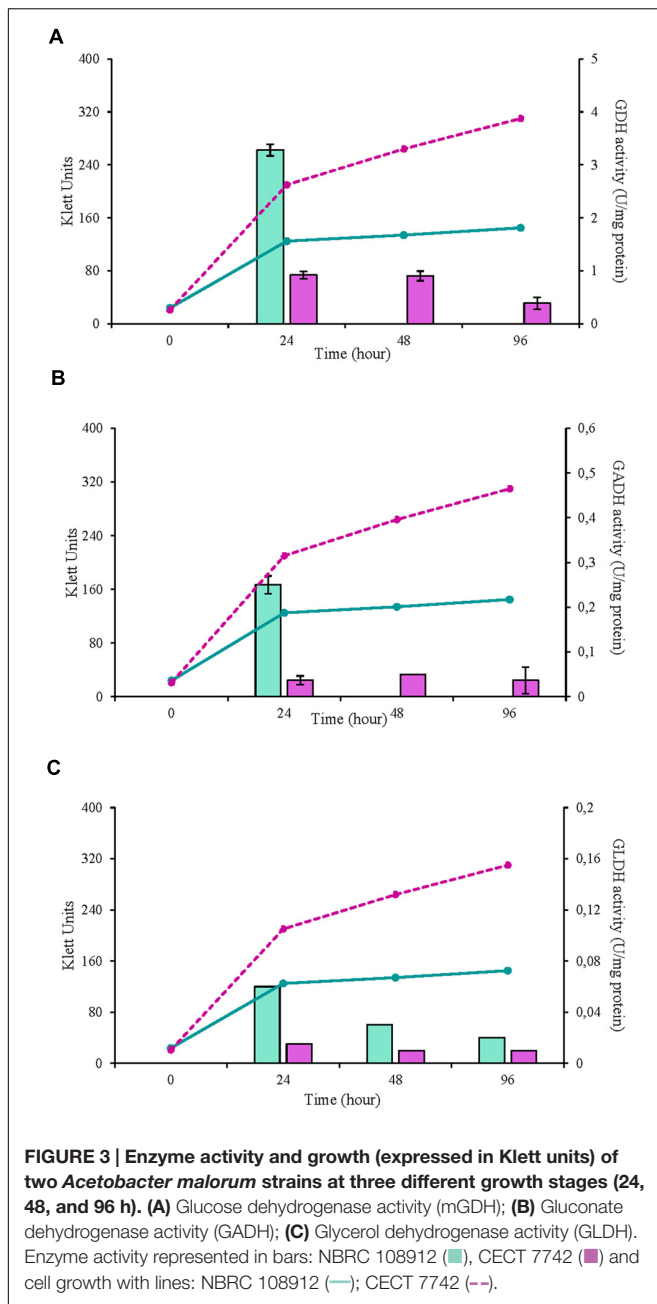 A
400
320
240
160
80
0
Klett Units
5
4
3
2
1
0
GDH activity (U/mg protein)
0 24 48 96
Time (hour)
B
400
320
240
160
80
0
Klett Units
0,6
0,5
0,4
0,3
0,2
0,1
0
GADH activity (U/mg protein)
0 24 48 96
Time (hour)
C
400
320
240
160
80
0
Klett Units
0,2
0,16
0,12
0,08
0,04
0
GLDH activity (U/mg protein)
0 24 48 96
Time (hour)
FIGURE 3 | Enzyme activity and growth (expressed in Klett units) of
two Acetobacter malorum strains at three different growth stages (24,
48, and 96 h). (A) Glucose dehydrogenase activity (mGDH); (B) Gluconate
dehydrogenase activity (GADH); (C) Glycerol dehydrogenase activity (GLDH).
Enzyme activity represented in bars: NBRC 108912 (■), CECT 7742 (■) and
cell growth with lines: NBRC 108912 (—); CECT 7742 (--).